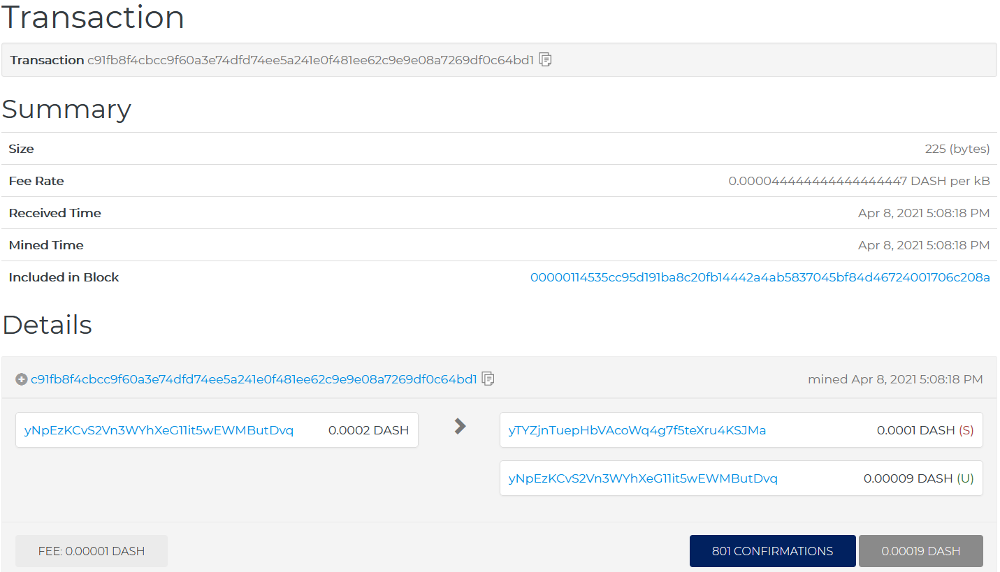 Transaction
Transaction c91fb8f4cbcc9f60a3e74dfd74ee5a241e0f481ee62c9e9e08a7269df0c64bd1
Summary
Size 225 (bytes)
Fee Rate 0.0000444444444444444447 DASH per kB
Received Time Apr 8, 2021 5:08:18 PM
Mined Time Apr 8, 2021 5:08:18 PM
Included in Block 00000114535cc95d191ba8c20fb14442a4ab5837045bf84d46724001706c208a
Details
c91fb8f4cbcc9f60a3e74dfd74ee5a241e0f481ee62c9e9e08a7269df0c64bd1 mined Apr 8, 2021 5:08:18 PM
yNpEzKCvS2Vn3WYhXeG11it5wEWMButDvq 0.0002 DASH yTYZjnTuepHbVAcoWq4g7f5teXru4KSJMa 0.0001 DASH (S)
yNpEzKCvS2Vn3WYhXeG11it5wEWMButDvq 0.00009 DASH (U)
FEE: 0.00001 DASH 801 CONFIRMATIONS 0.00019 DASH